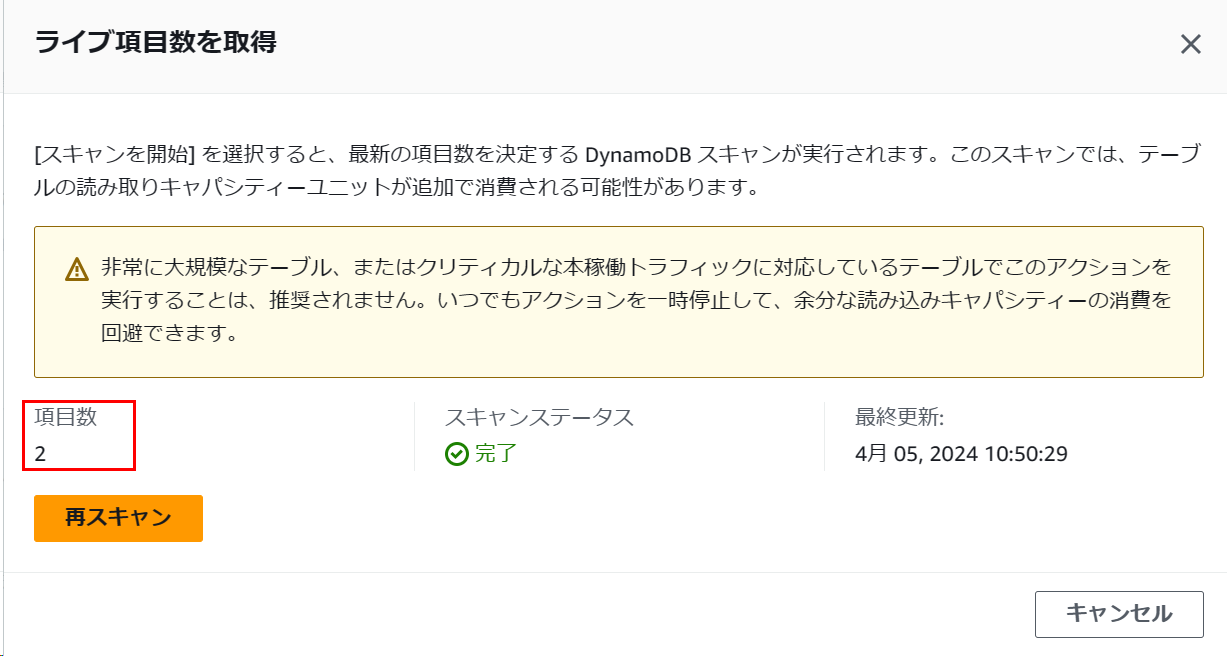 ライブ項目数を取得
[スキャンを開始] を選択すると、最新の項目数を決定する DynamoDB スキャンが実行されます。このスキャンでは、テーブ
ルの読み取りキャパシティーユニットが追加で消費される可能性があります。
非常に大規模なテーブル、またはクリティカルな本稼働トラフィックに対応しているテーブルでこのアクションを
実行することは、推奨されません。いつでもアクションを一時停止して、余分な読み込みキャパシティーの消費を
回避できます。
項目数
2
スキャンステータス
完了
最終更新:
4月 05, 2024 10:50:29
再スキャン
キャンセル